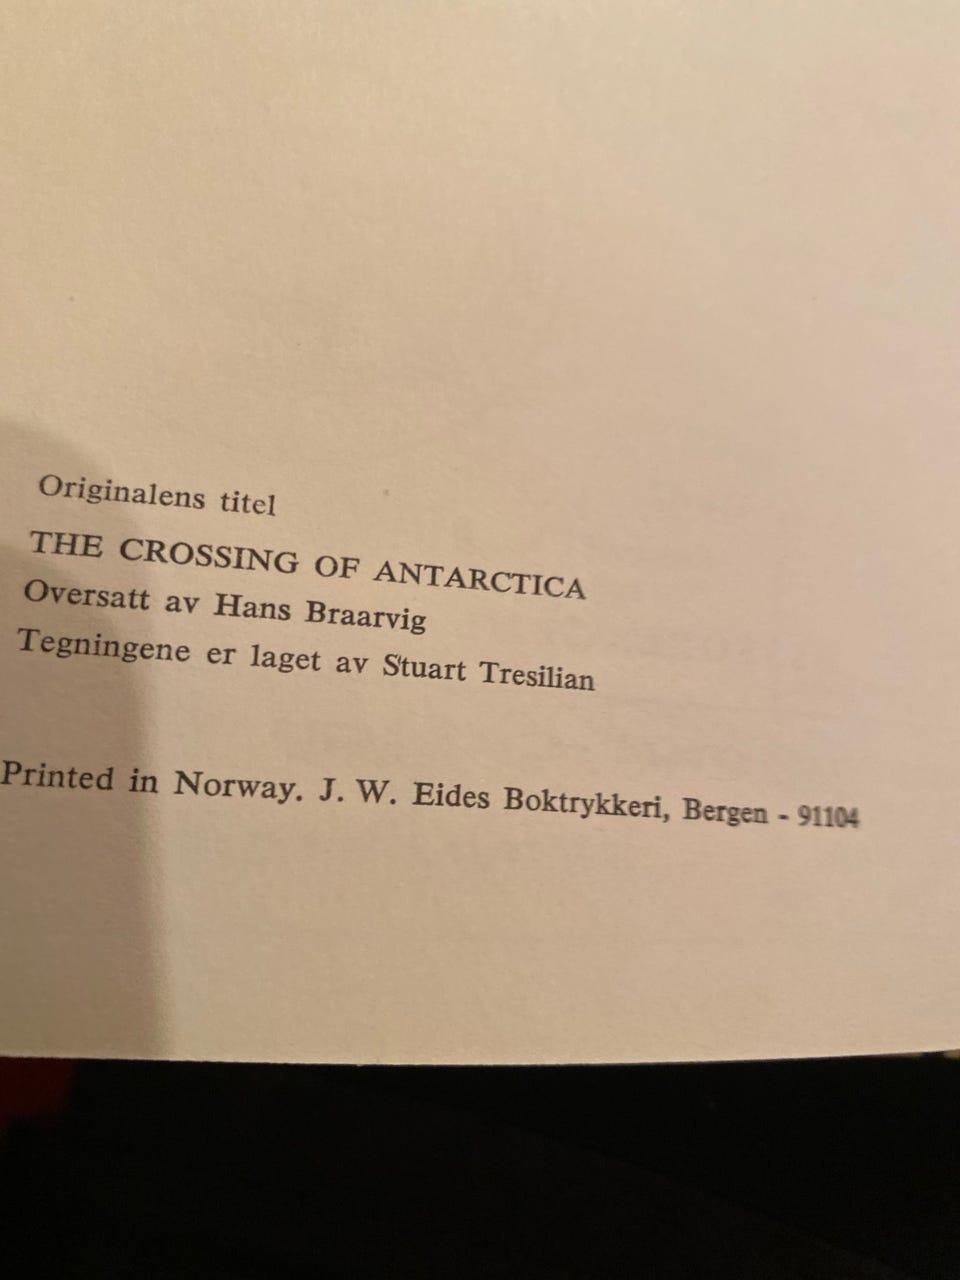 Originalens titel
THE CROSSING OF ANTARCTICA
Oversatt av Hans Braarvig
Tegningene er laget av Stuart Tresilian
Printed in Norway. J. W. Eides Boktrykkeri, Bergen - 91104